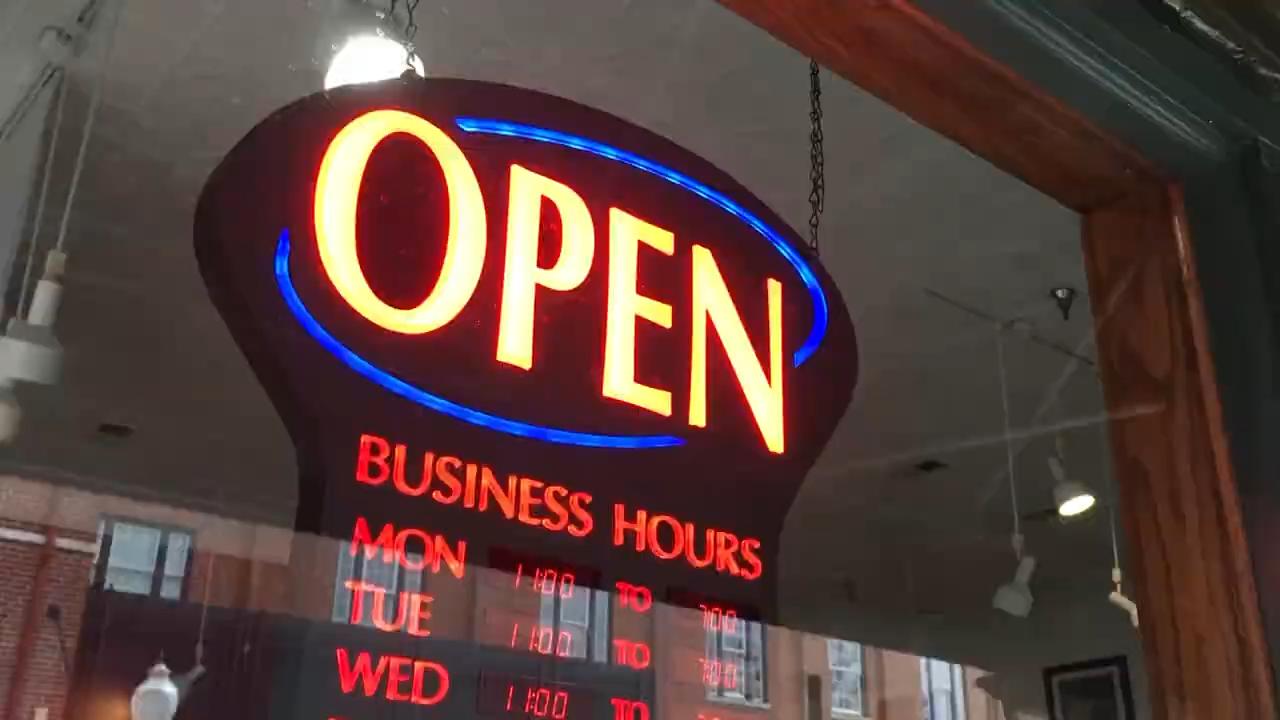 OPEN
BUSINESS HOURS
MON 11:00 TO 7:00
TUE 11:00 TO 7:00
WED 11:00 TO